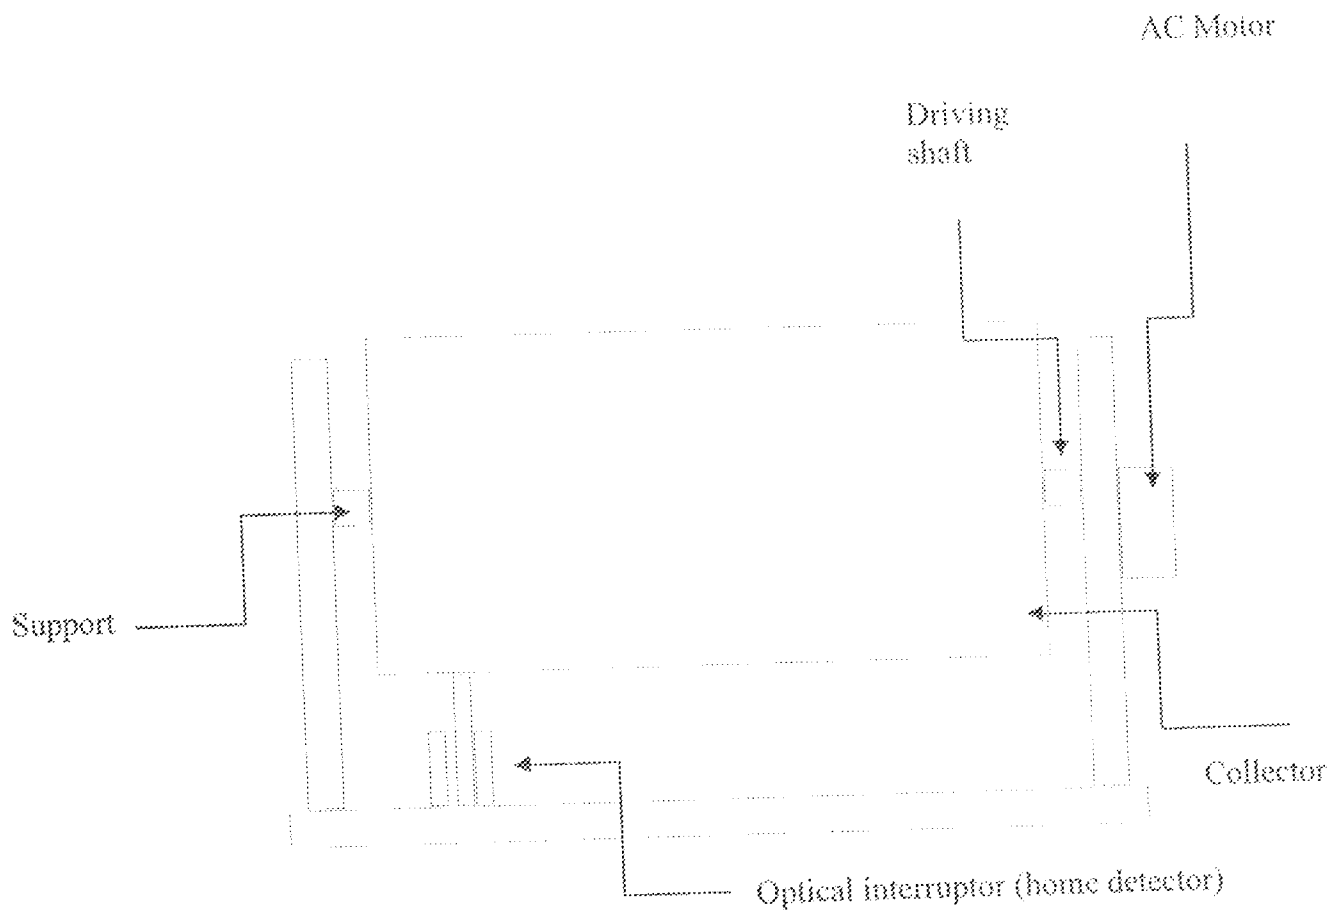 AC Motor
Driving
shaft
Support
Collector
Optical interruptor (home detector)